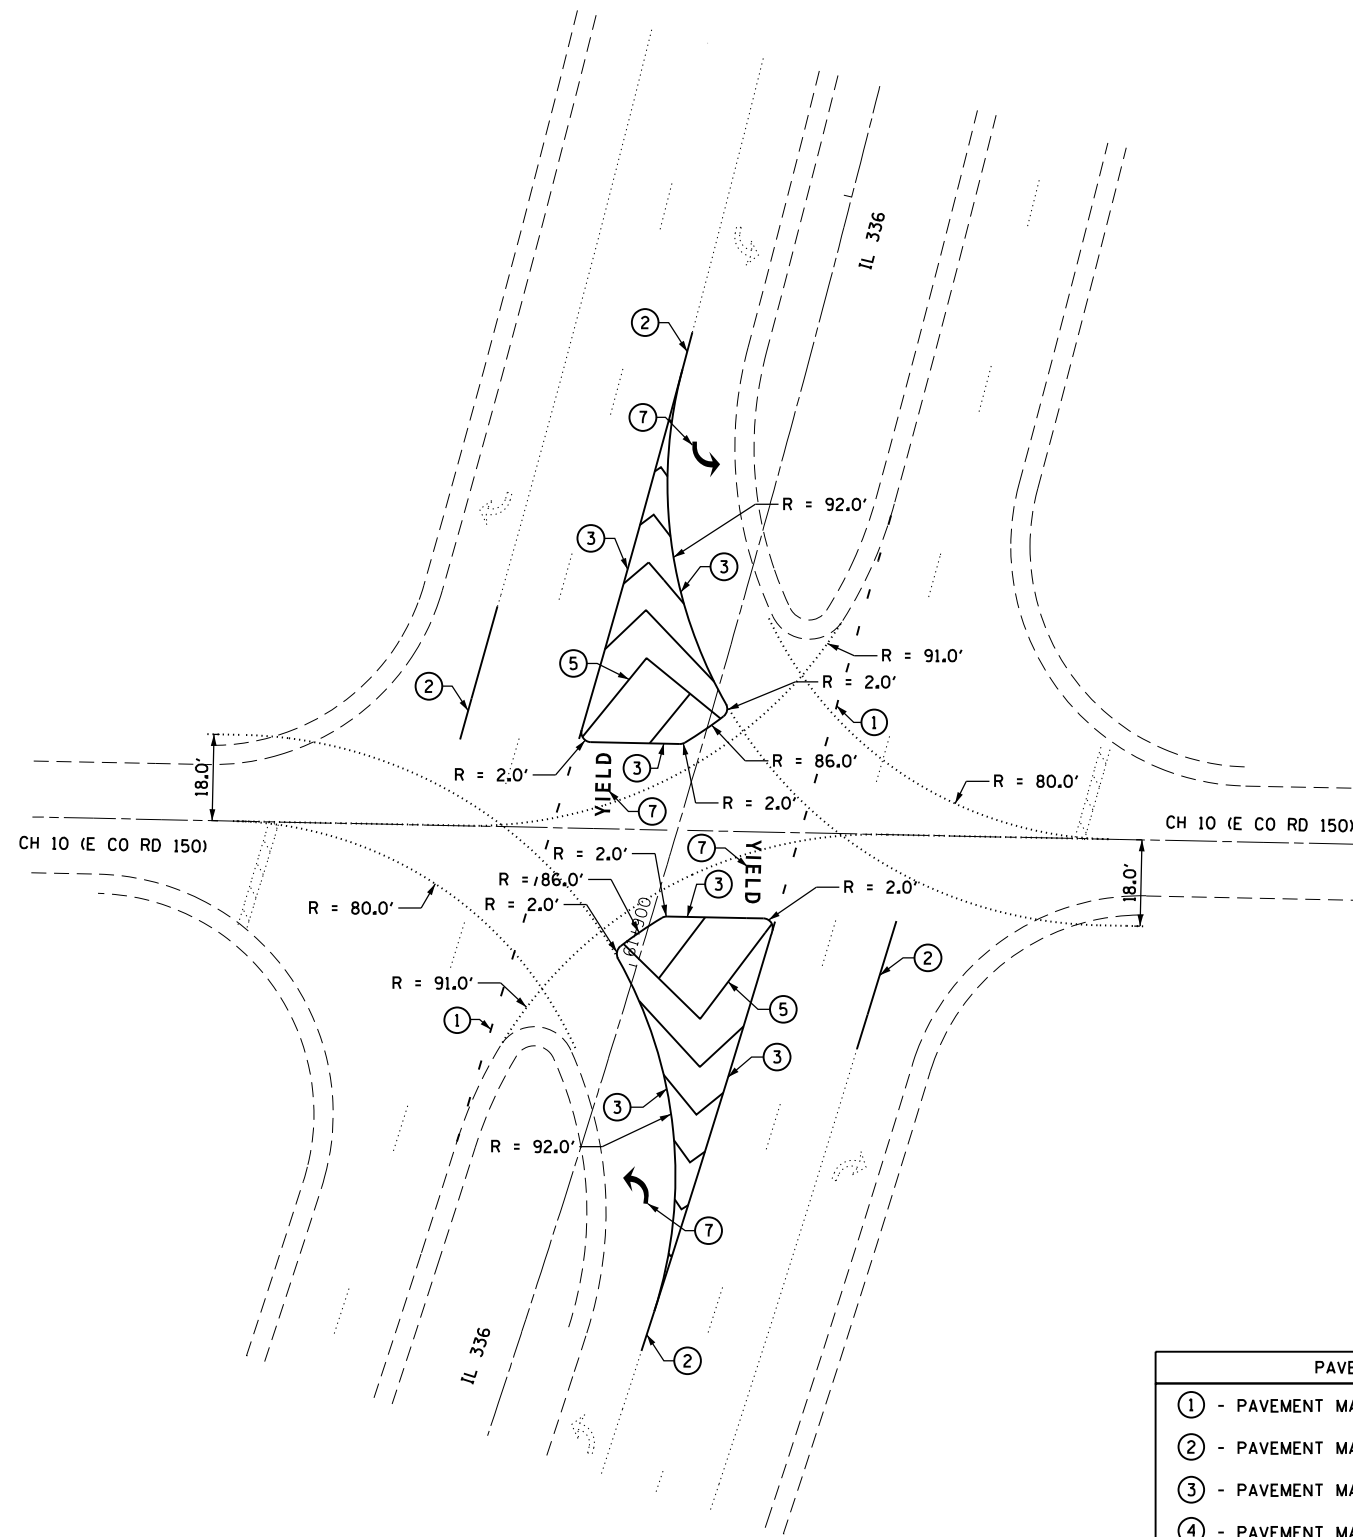 IL 336
2
7
R = 92.0'
3
3
R = 91.0'
5
R = 2.0'
2
1
18.0'
R = 2.0'
YIELD
3
R = 86.0'
R = 80.0'
R = 2.0'
7
CH 10 (E CO RD 150)
CH 10 (E CO RD 150)
R = 2.0'
7
YIELD
R = 86.0'
3
R = 2.0'
R = 2.0'
R = 80.0'
18.0'
2
R = 91.0'
5
1
3
3
R = 92.0'
7
IL 336
2
PAVE
1 - PAVEMENT MA
2 - PAVEMENT MA
3 - PAVEMENT MA
4 - PAVEMENT MA